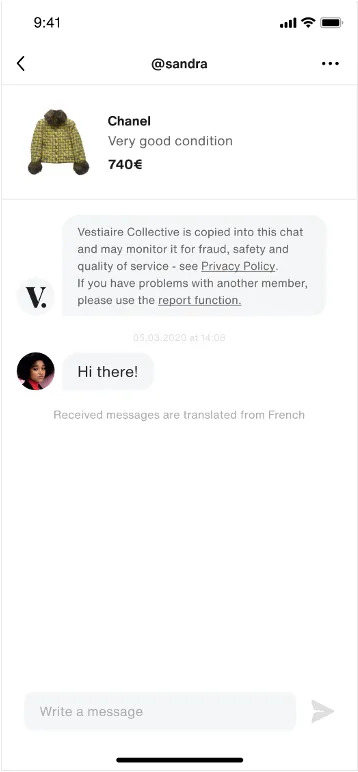 9:41
@sandra
Chanel
Very good condition
740€
Vestiaire Collective is copied into this chat
and may monitor it for fraud, safety and
quality of service - see Privacy Policy.
If you have problems with another member,
please use the report function.
V.
05.03.2020 at 14:08
Hi there!
Received messages are translated from French
Write a message